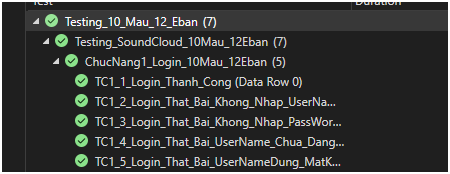 Test Duration
Testing_10_Mau_12_Eban (7)
Testing_SoundCloud_10Mau_12Eban (7)
ChucNang1_Login_10Mau_12Eban (5)
TC1_1_Login_Thanh_Cong (Data Row 0)
TC1_2_Login_That_Bai_Khong_Nhap_UserNa...
TC1_3_Login_That_Bai_Khong_Nhap_PassWor...
TC1_4_Login_That_Bai_UserName_Chua_Dang...
TC1_5_Login_That_Bai_UserNameDung_MatK...